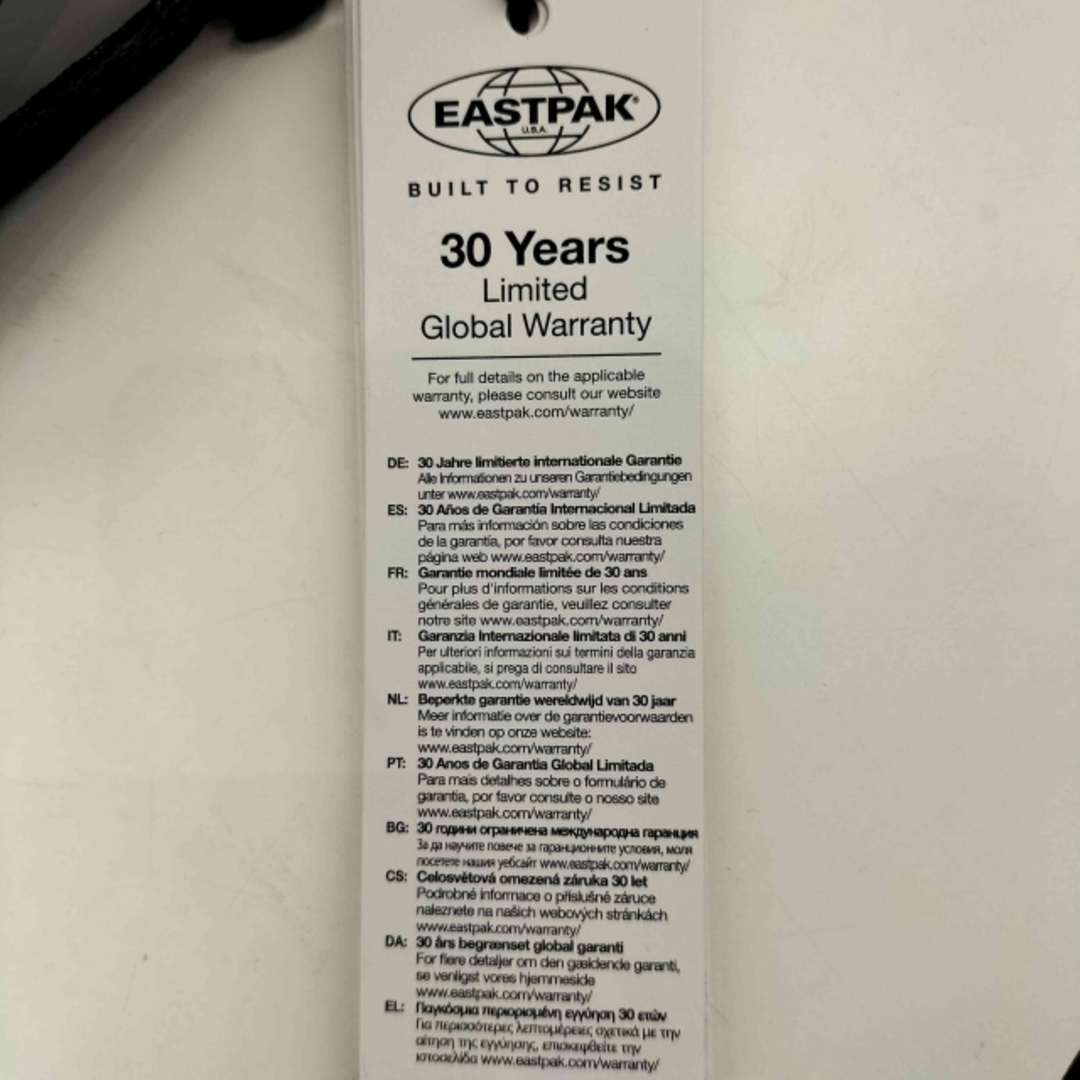 EASTPAK®
U.S.A.
BUILT TO RESIST
30 Years
Limited
Global Warranty
For full details on the applicable
warranty, please consult our website
www.eastpak.com/warranty/
DE: 30 Jahre limitierte internationale Garantie
Alle Informationen zu unseren Garantiebedingungen
unter www.eastpak.com/warranty/
ES: 30 Años de Garantía Internacional Limitada
Para más información sobre las condiciones
de la garantía, por favor consulta nuestra
página web www.eastpak.com/warranty/
FR: Garantie mondiale limitée de 30 ans
Pour plus d'informations sur les conditions
générales de garantie, veuillez consulter
notre site www.eastpak.com/warranty/
IT: Garanzia Internazionale limitata di 30 anni
Per ulteriori informazioni sui termini della garanzia
applicabile, si prega di consultare il sito
www.eastpak.com/warranty/
NL: Beperkte garantie wereldwijd van 30 jaar
Meer informatie over de garantievoorwaarden
is te vinden op onze website:
www.eastpak.com/warranty/
PT: 30 Anos de Garantia Global Limitada
Para mais detalhes sobre o formulário de
garantia, por favor consulte o nosso site
www.eastpak.com/warranty/
BG: 30 години ограничена международна гаранция
За да научите повече за гаранционните условия, моля
посетете нашия уебсайт www.eastpak.com/warranty/
CS: Celosvětová omezená záruka 30 let
Podrobné informace o příslušné záruce
naleznete na našich webových stránkách
www.eastpak.com/warranty/
DA: 30 års begrænset global garanti
For flere detaljer om den gældende garanti,
se venligst vores hjemmeside
www.eastpak.com/warranty/
EL: Παγκόσμια περιορισμένη εγγύηση 30 ετών
Για περισσότερες λεπτομέρειες σχετικά με την
αίτηση της εγγύησης, επισκεφθείτε την
ιστοσελίδα www.eastpak.com/warranty/